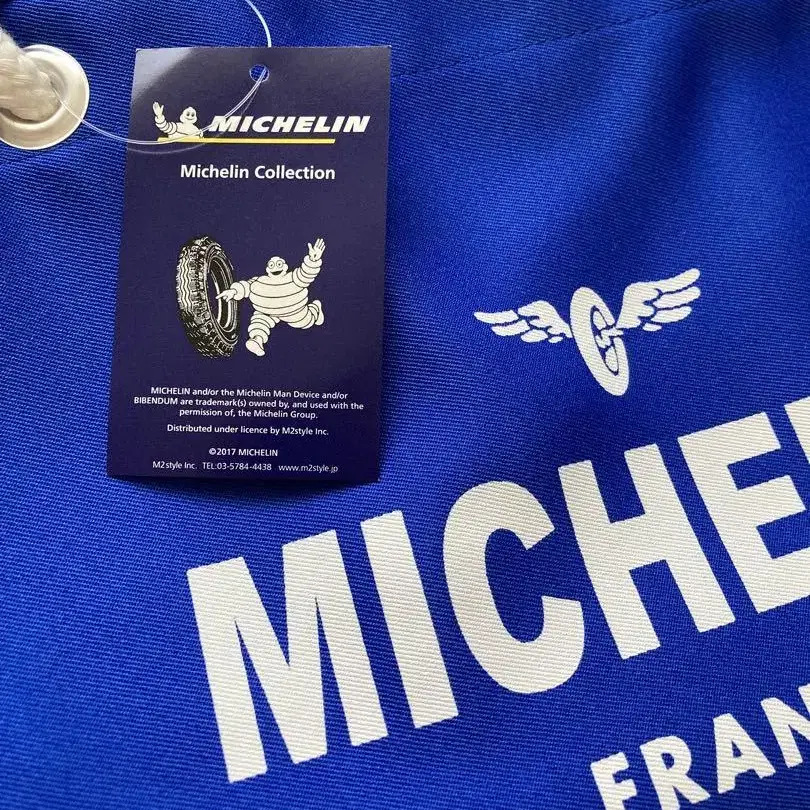 MICHELIN
Michelin Collection
MICHELIN and/or the Michelin Man Device and/or
BIBENDUM are trademark(s) owned by, and used with the
permission of, the Michelin Group.
Distributed under licence by M2style Inc.
©2017 MICHELIN
M2style Inc. TEL:03-5784-4438 www.m2style.jp
MICHE
FRAN